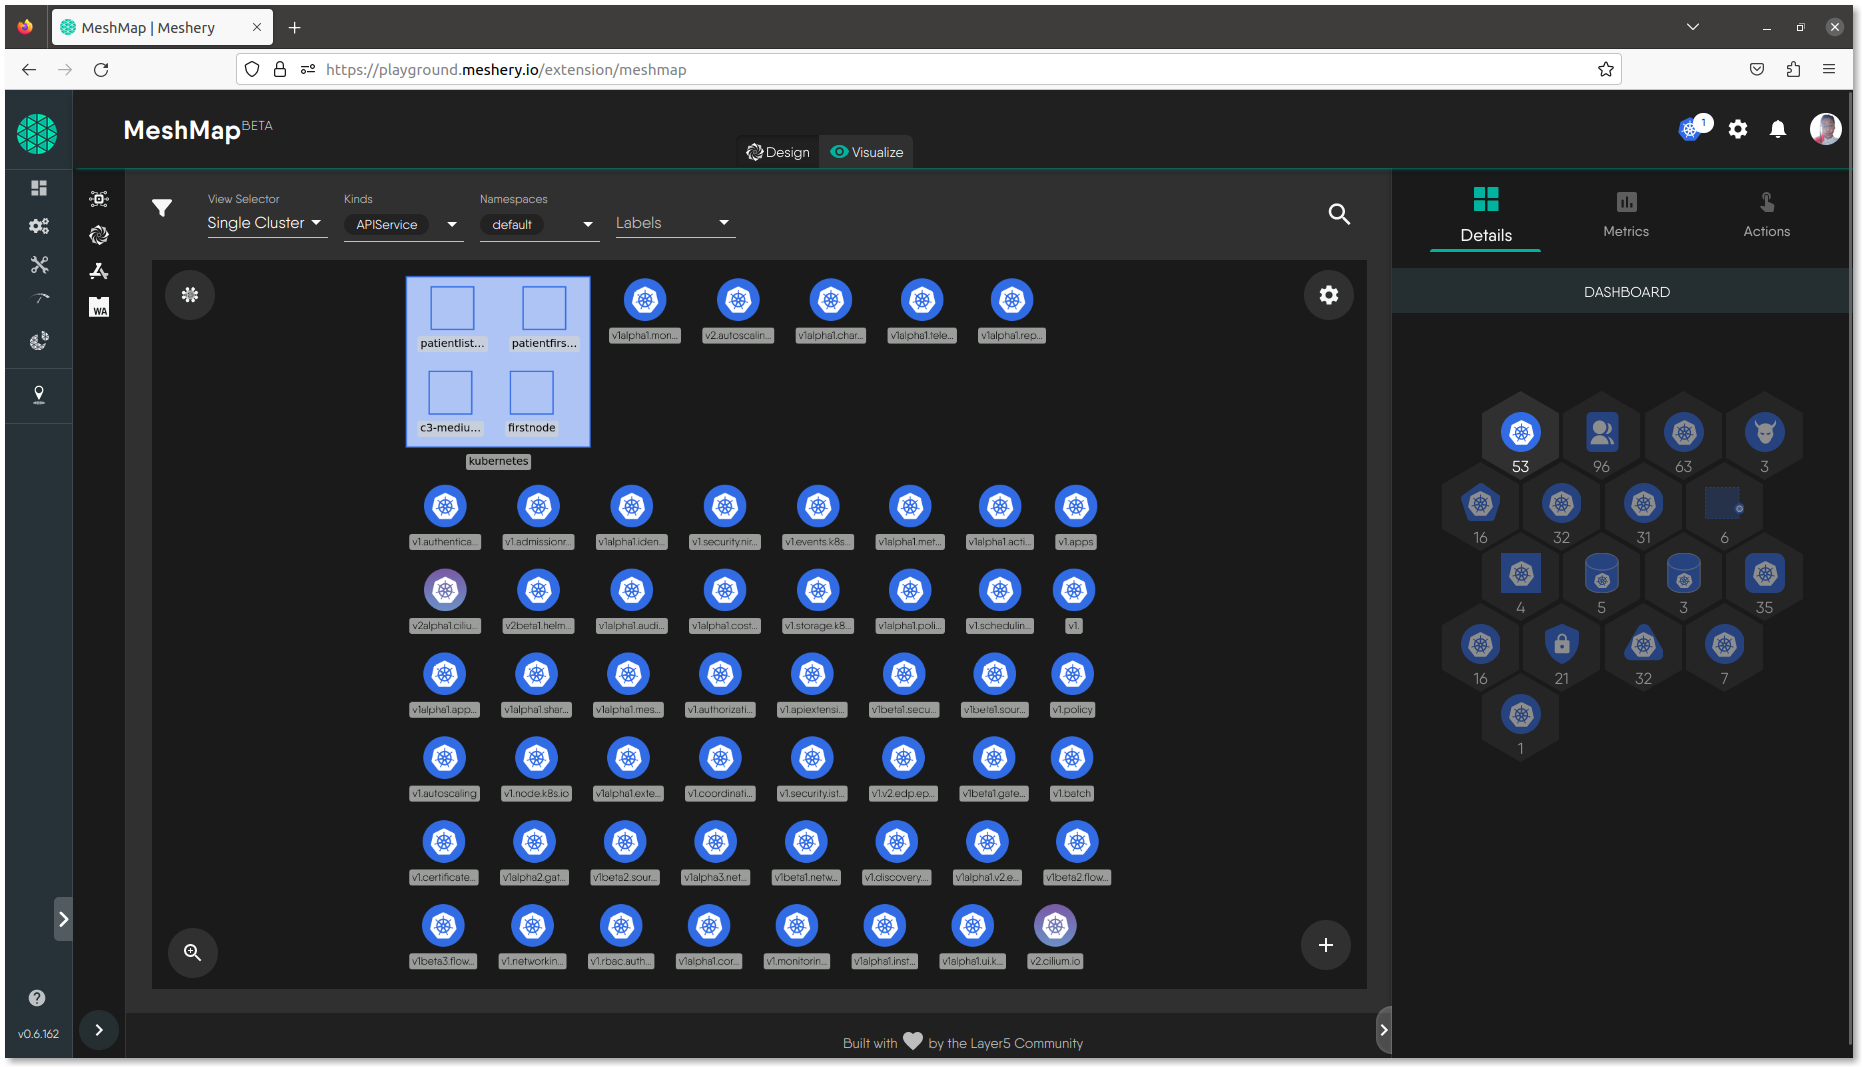 MeshMap | Meshery
https://playground.meshery.io/extension/meshmap
MeshMap BETA
1
Design
Visualize
View Selector
Single Cluster
Kinds
APIService
Namespaces
default
Labels
Details
Metrics
Actions
DASHBOARD
WA
patientlist...
patientfirs...
v1alpha1.mon...
v2.autoscalin...
v1alpha1.char...
v1alpha1.tele...
v1alpha1.rep...
c3-mediu...
firstnode
kubernetes
v1.authentica...
v1.admissionr...
v1alpha1.iden...
v1.security.nir...
v1.events.k8s...
v1alpha1.met...
v1alpha1.acti...
v1.apps
v2alpha1.ciliu...
v2beta1.helm...
v1alpha1.audi...
v1alpha1.cost...
v1.storage.k8...
v1alpha1.poli...
v1.schedulin...
v1.
v1alpha1.app...
v1alpha1.shar...
v1alpha1.mes...
v1.authorizati...
v1.apiextensi...
v1beta1.secu...
v1beta1.sour...
v1.policy
v1.autoscaling
v1.node.k8s.io
v1alpha1.exte...
v1.coordinati...
v1.security.ist...
v1.v2.edp.ep...
v1beta1.gate...
v1.batch
v1.certificate...
v1alpha2.gat...
v1beta2.sour...
v1alpha3.net...
v1beta1.netw...
v1.discovery....
v1alpha1.v2.e...
v1beta2.flow...
v1beta3.flow...
v1.networkin...
v1.rbac.auth...
v1alpha1.cor...
v1.monitorin...
v1alpha1.inst...
v1alpha1.ui.k...
v2.cilium.io
53
96
63
3
16
32
31
6
4
5
3
35
16
21
32
7
1
v0.6.162
Built with
by the Layer5 Community